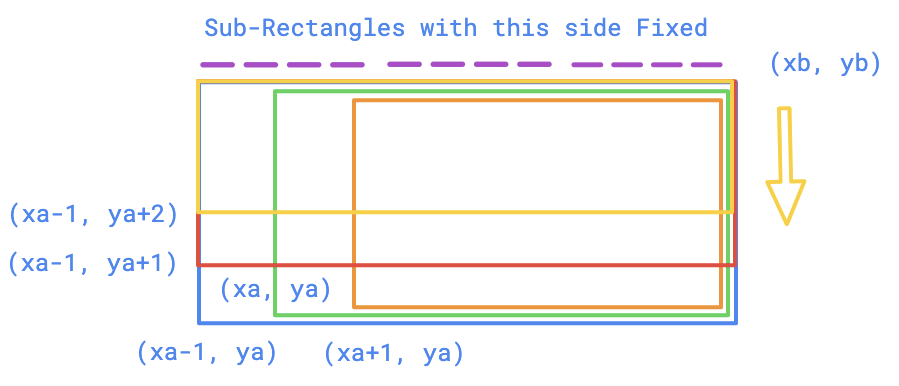 Sub-Rectangles with this side Fixed
(xb, yb)
(xa-1, ya+2)
(xa-1, ya+1)
(xa, ya)
(xa-1, ya)
(xa+1, ya)